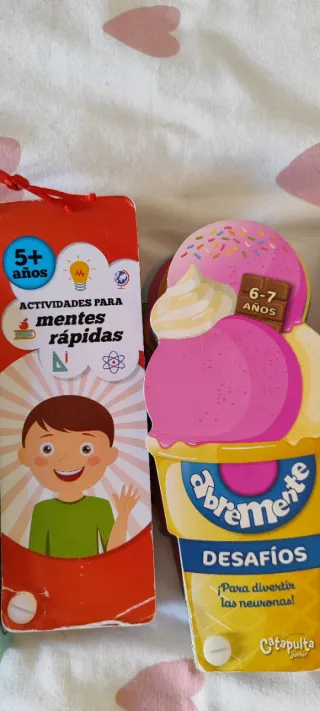 5+
años
ACTIVIDADES PARA
mentes
rápidas
6-7
AÑOS
abremente
DESAFÍOS
¡Para divertir
las neuronas!
Catapulta
junior